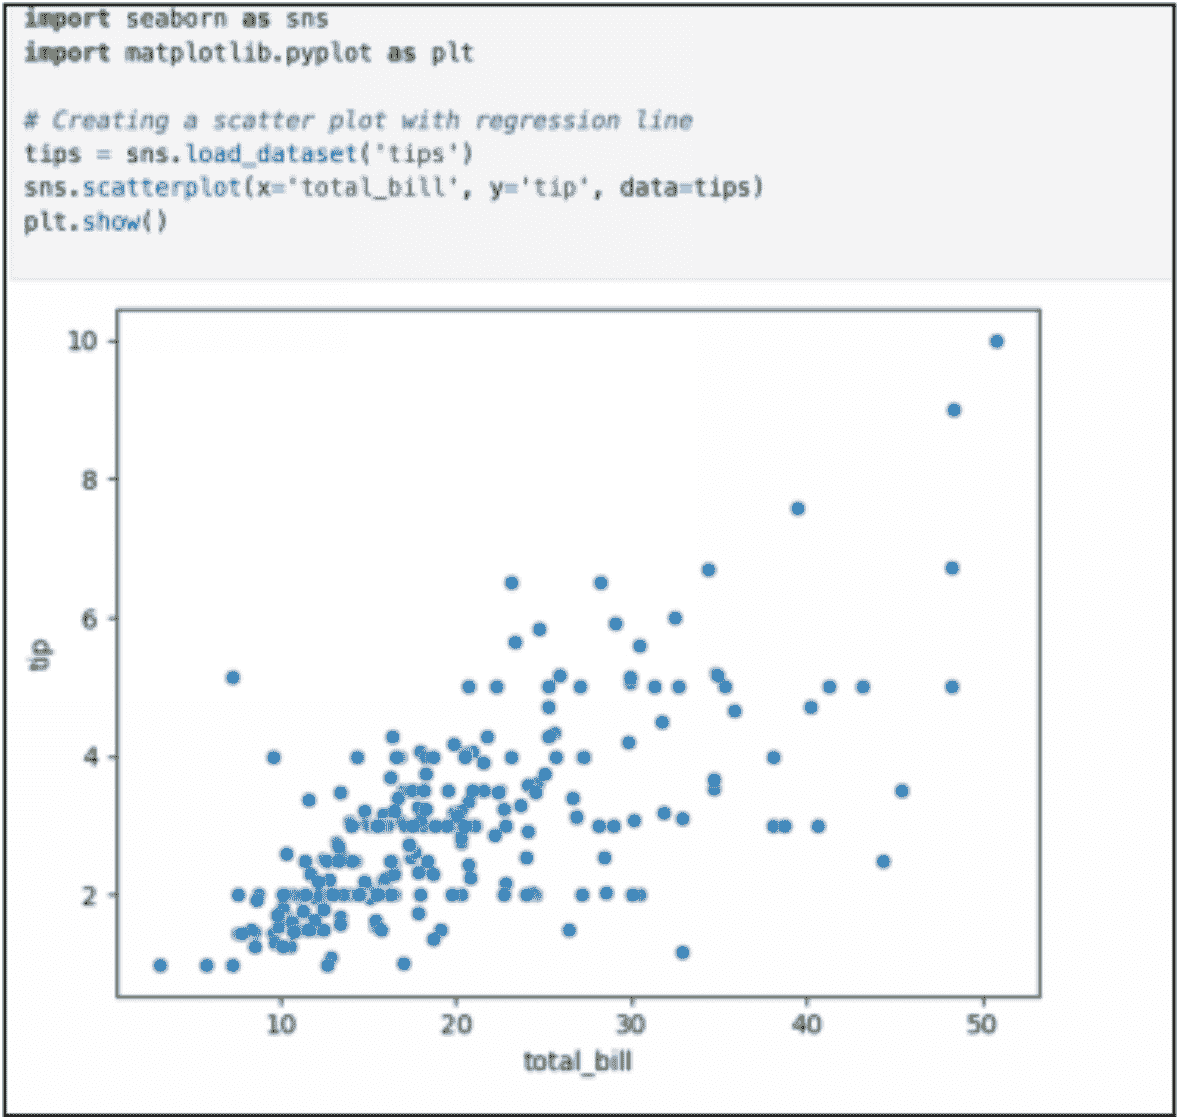 import seaborn as sns
import matplotlib.pyplot as plt
# Creating a scatter plot with regression line
tips = sns.load_dataset('tips')
sns.scatterplot(x='total_bill', y='tip', data=tips)
plt.show()
10
8
6
4
2
tip
10 20 30 40 50
total_bill